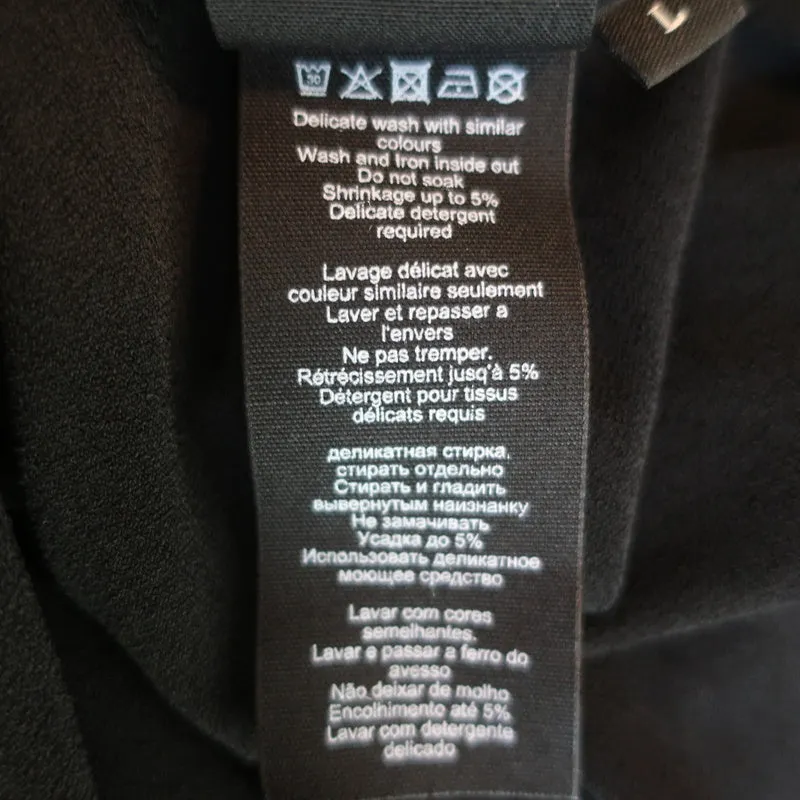 L
30
Delicate wash with similar
colours
Wash and Iron inside out
Do not soak
Shrinkage up to 5%
Delicate detergent
required
Lavage délicat avec
couleur similaire seulement
Laver et repasser a
l'envers
Ne pas tremper.
Rétrécissement jusqu'à 5%
Détergent pour tissus
délicats requis
деликатная стирка,
стирать отдельно
Стирать и гладить
вывернутым наизнанку
Не замачивать
Усадка до 5%
Использовать деликатное
моющее средство
Lavar com cores
semelhantes.
Lavar e passar a ferro do
avesso
Não deixar de molho
Encolhimento até 5%
Lavar com detergente
delicado